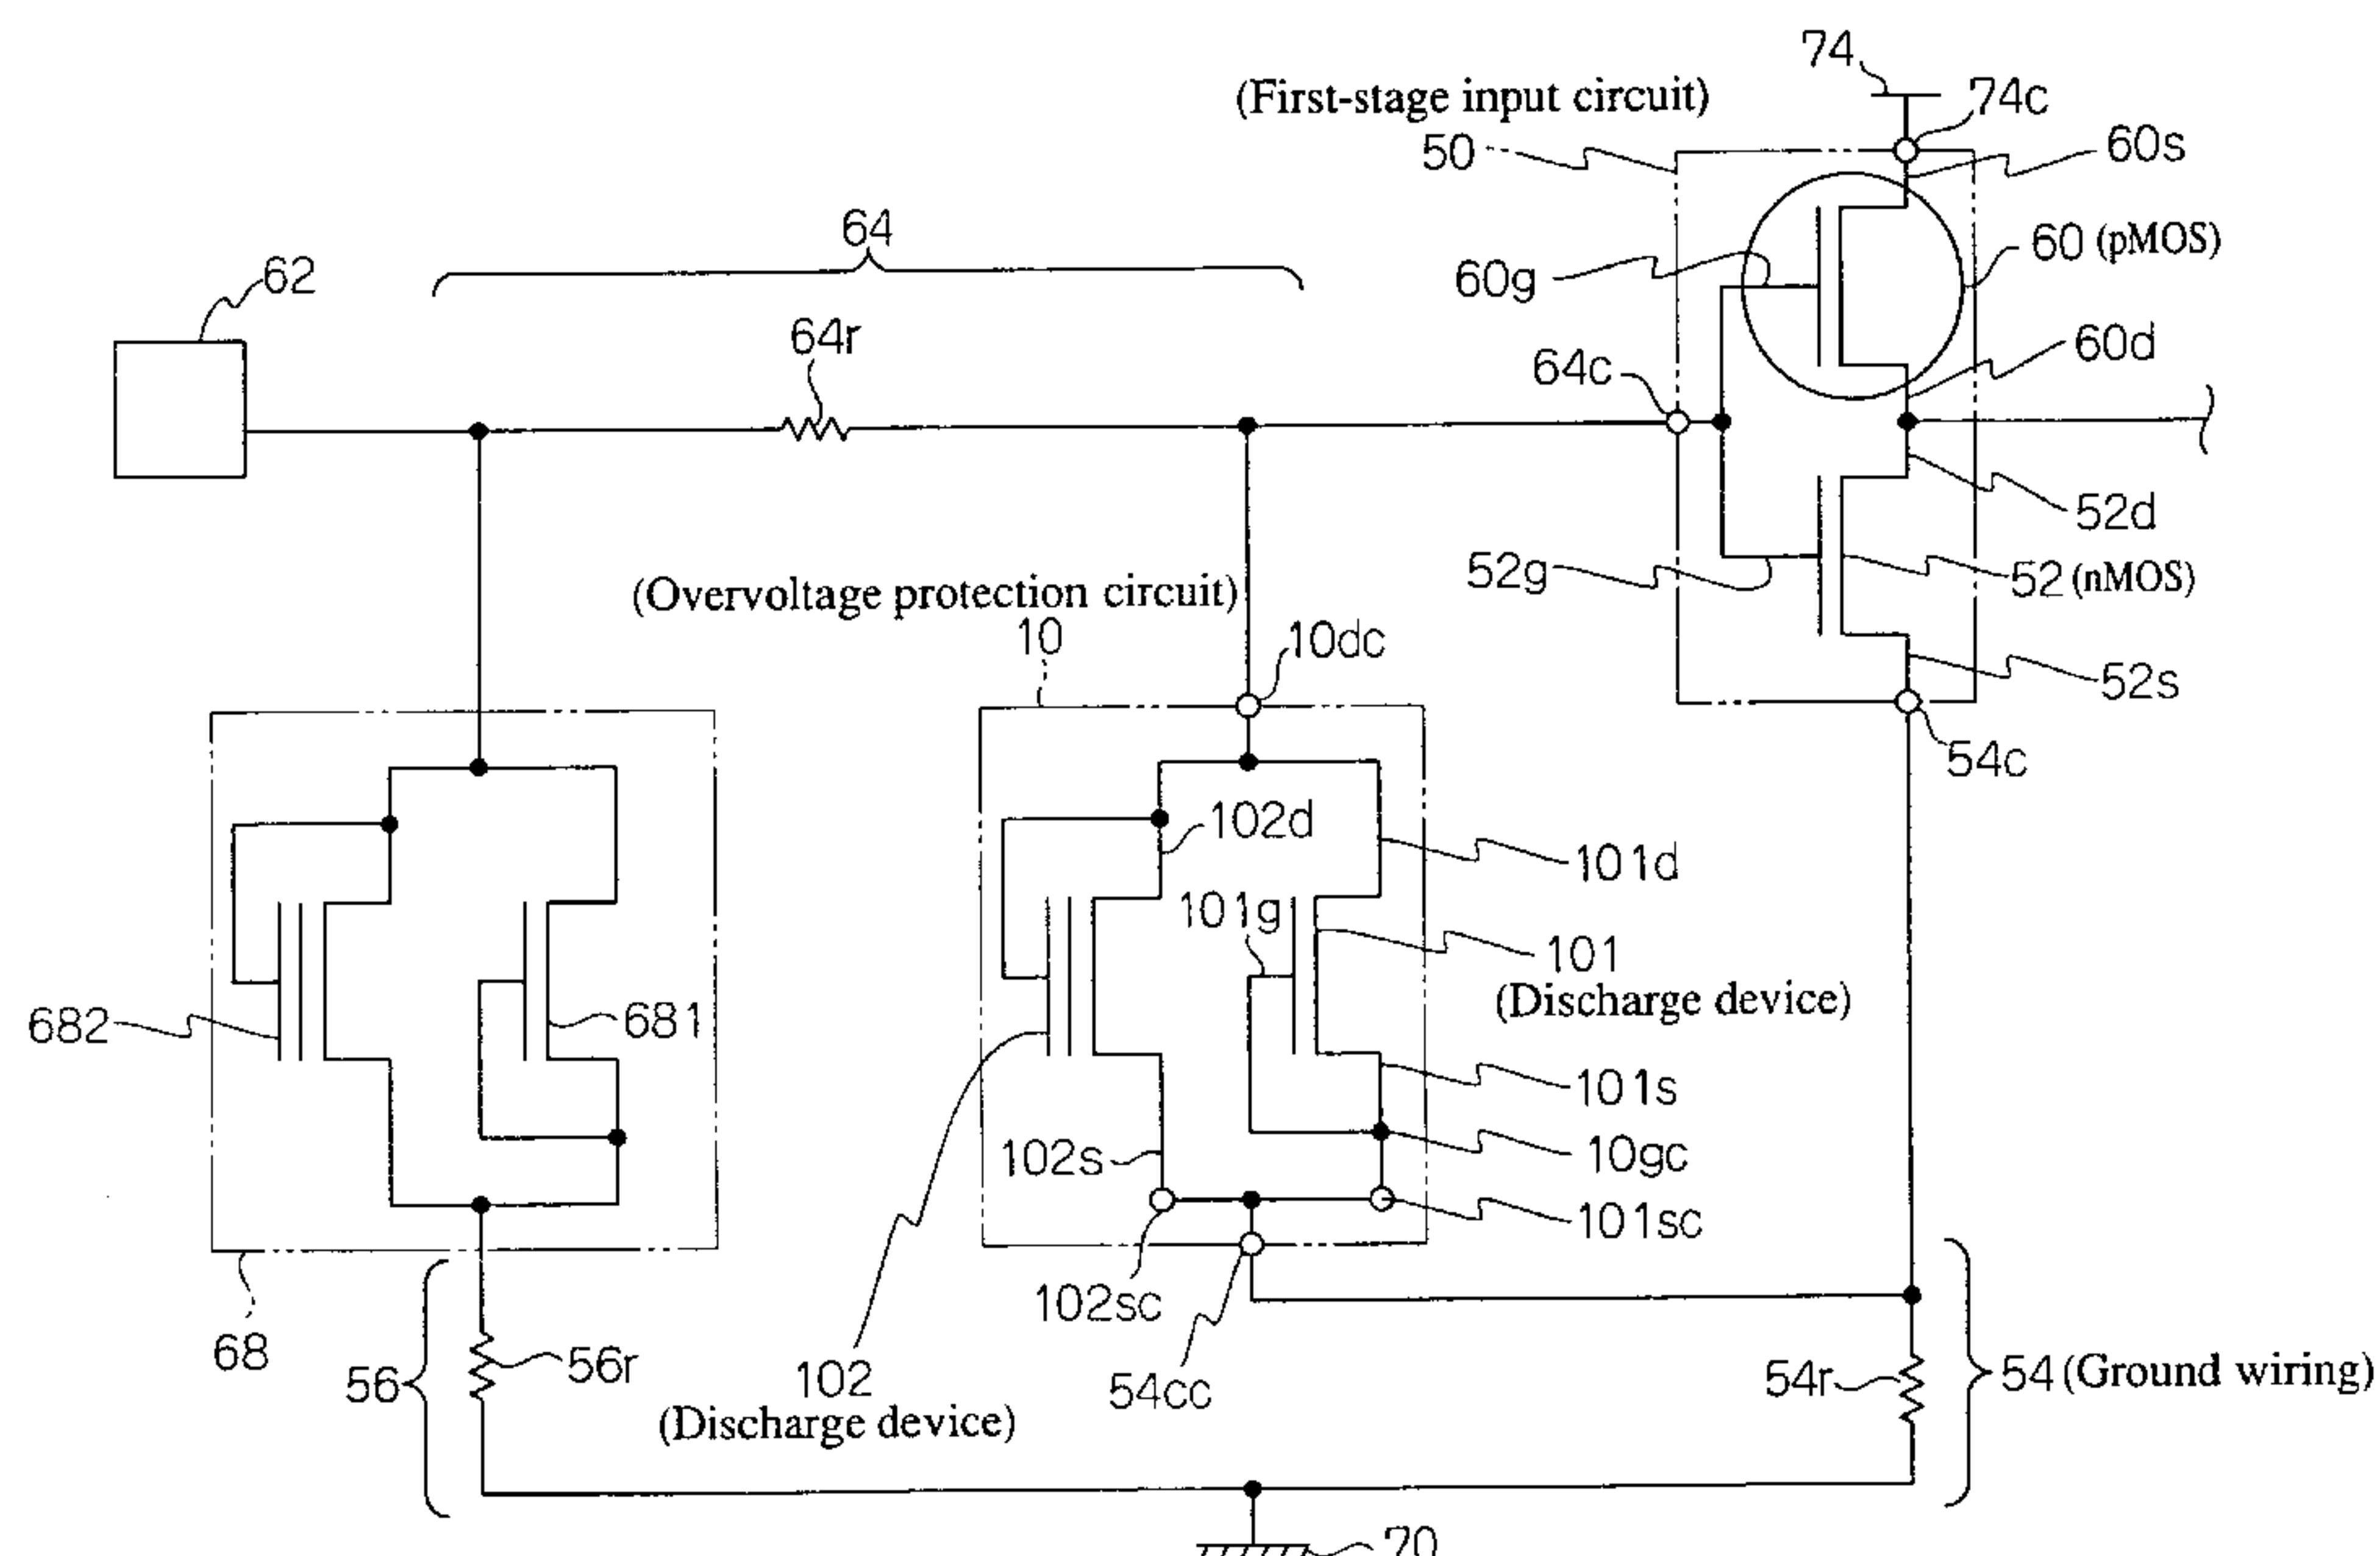 74
(First-stage input circuit)
74c
50
60s
64
60 (pMOS)
62
60g
64r
60d
64c
52d
52g
52 (nMOS)
(Overvoltage protection circuit)
10
10dc
52s
54c
102d
101d
101g
101
(Discharge device)
682
681
101s
102s
10gc
101sc
102sc
68
56r
56
102
(Discharge device)
54cc
54r
54 (Ground wiring)
70